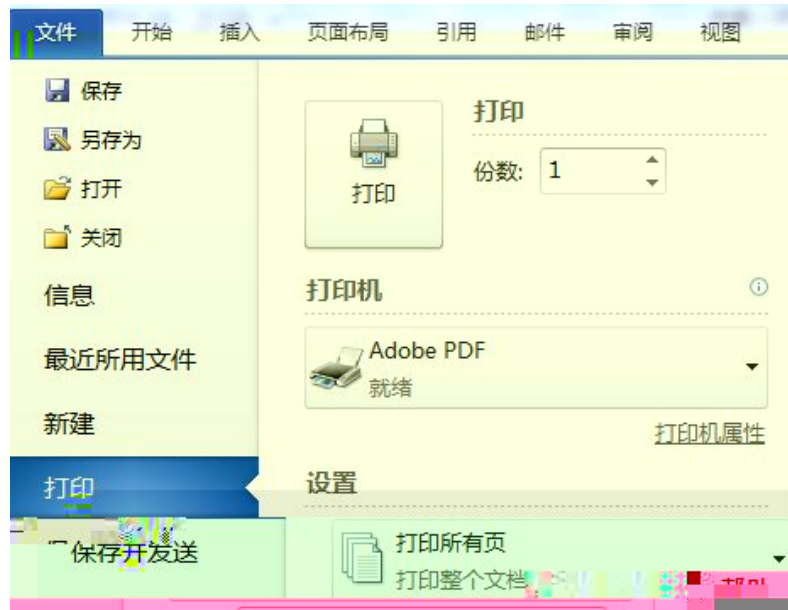 文件 开始 插入 页面布局 引用 邮件 审阅 视图
保存
另存为
打开
关闭
信息
最近所用文件
新建
打印
保存并发送
打印
打印
份数: 1
打印机
Adobe PDF
就绪
打印机属性
设置
打印所有页
打印整个文档